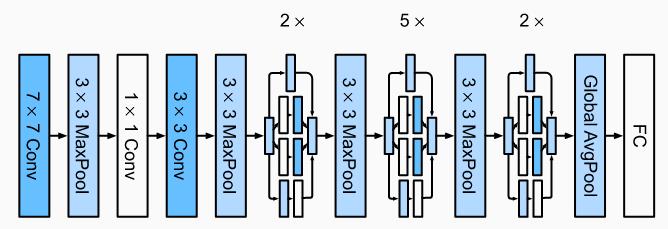 2 ×
5 ×
2 ×
7 × 7 Conv
3 × 3 MaxPool
1 × 1 Conv
3 × 3 Conv
3 × 3 MaxPool
3 × 3 MaxPool
3 × 3 MaxPool
Global AvgPool
FC